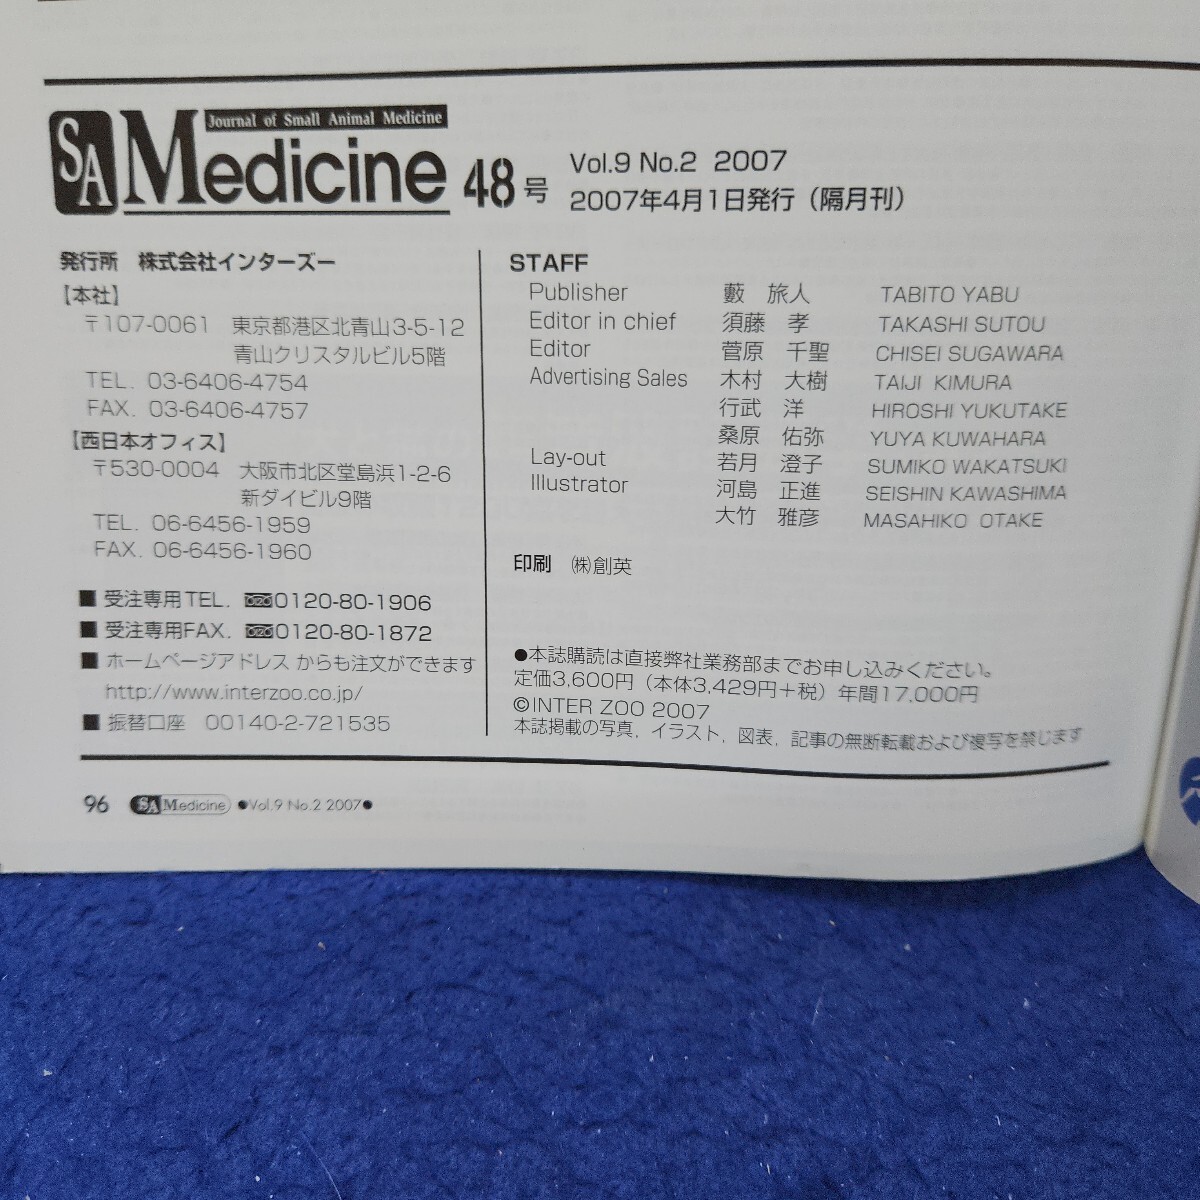 Journal of Small Animal Medicine
SA Medicine 48号
Vol.9 No.2 2007
2007年4月1日発行（隔月刊）
発行所 株式会社インターズー
【本社】
〒107-0061 東京都港区北青山3-5-12
青山クリスタルビル5階
TEL. 03-6406-4754
FAX. 03-6406-4757
【西日本オフィス】
〒530-0004 大阪市北区堂島浜1-2-6
新ダイビル9階
TEL. 06-6456-1959
FAX. 06-6456-1960
■ 受注専用TEL. 0120-80-1906
■ 受注専用FAX. 0120-80-1872
■ ホームページアドレス からも注文ができます
http://www.interzoo.co.jp/
■ 振替口座 00140-2-721535
STAFF
Publisher 藪 旅人 TABITO YABU
Editor in chief 須藤 孝 TAKASHI SUTOU
Editor 菅原 千聖 CHISEI SUGAWARA
Advertising Sales 木村 大樹 TAIJI KIMURA
行武 洋 HIROSHI YUKUTAKE
桑原 佑弥 YUYA KUWAHARA
Lay-out 若月 澄子 SUMIKO WAKATSUKI
Illustrator 河島 正進 SEISHIN KAWASHIMA
大竹 雅彦 MASAHIKO OTAKE
印刷 ㈱創英
●本誌購読は直接弊社業務部までお申し込みください。
定価3,600円（本体3,429円＋税）年間17,000円
©INTER ZOO 2007
本誌掲載の写真，イラスト，図表，記事の無断転載および複写を禁じます
96 SA Medicine ●Vol.9 No.2 2007●